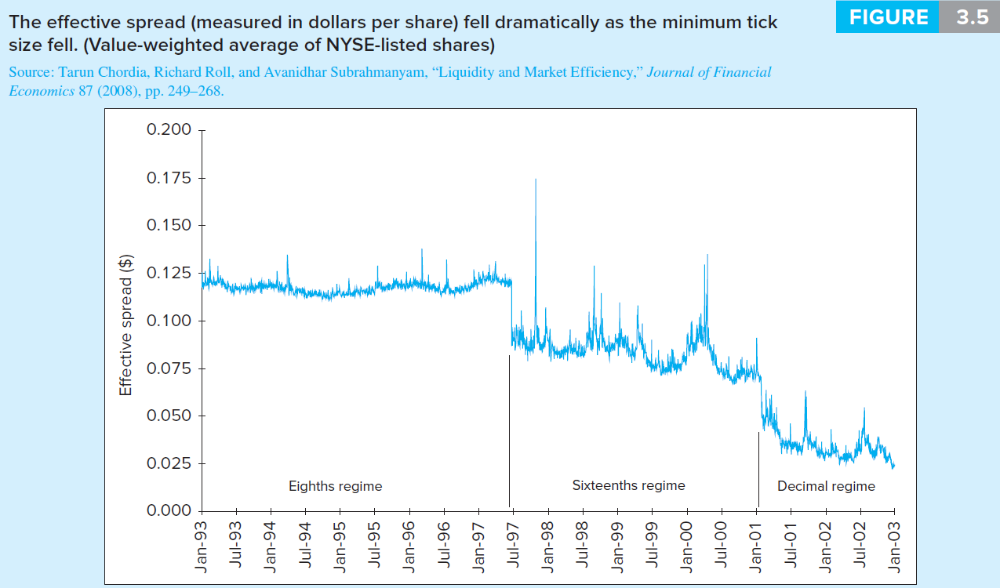 The effective spread (measured in dollars per share) fell dramatically as the minimum tick
size fell. (Value-weighted average of NYSE-listed shares)
FIGURE 3.5
Source: Tarun Chordia, Richard Roll, and Avanidhar Subrahmanyam, “Liquidity and Market Efficiency,” Journal of Financial
Economics 87 (2008), pp. 249–268.
Effective spread ($)
0.200
0.175
0.150
0.125
0.100
0.075
0.050
0.025
0.000
Eighths regime
Sixteenths regime
Decimal regime
Jan-93
Jul-93
Jan-94
Jul-94
Jan-95
Jul-95
Jan-96
Jul-96
Jan-97
Jul-97
Jan-98
Jul-98
Jan-99
Jul-99
Jan-00
Jul-00
Jan-01
Jul-01
Jan-02
Jul-02
Jan-03